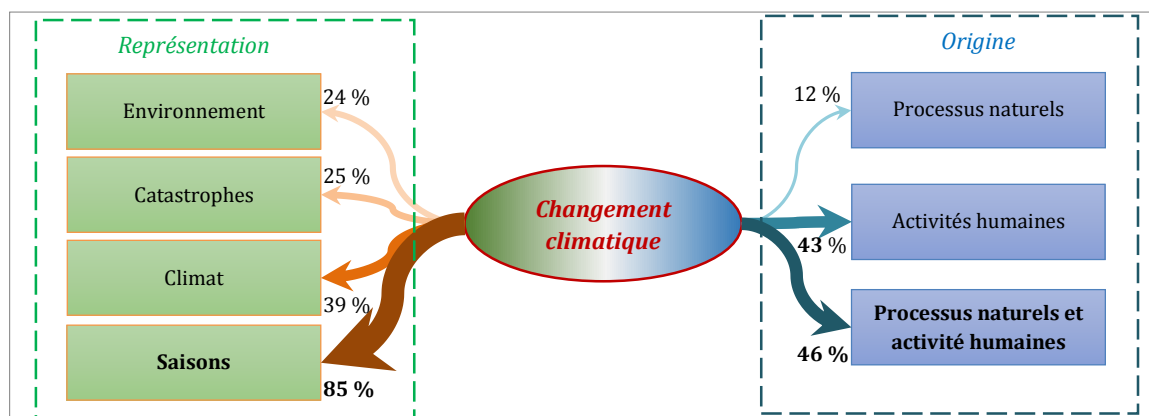 Représentation
Environnement
24 %
Catastrophes
25 %
Climat
39 %
Saisons
85 %
Changement
climatique
Origine
12 %
Processus naturels
Activités humaines
43 %
Processus naturels et
activité humaines
46 %